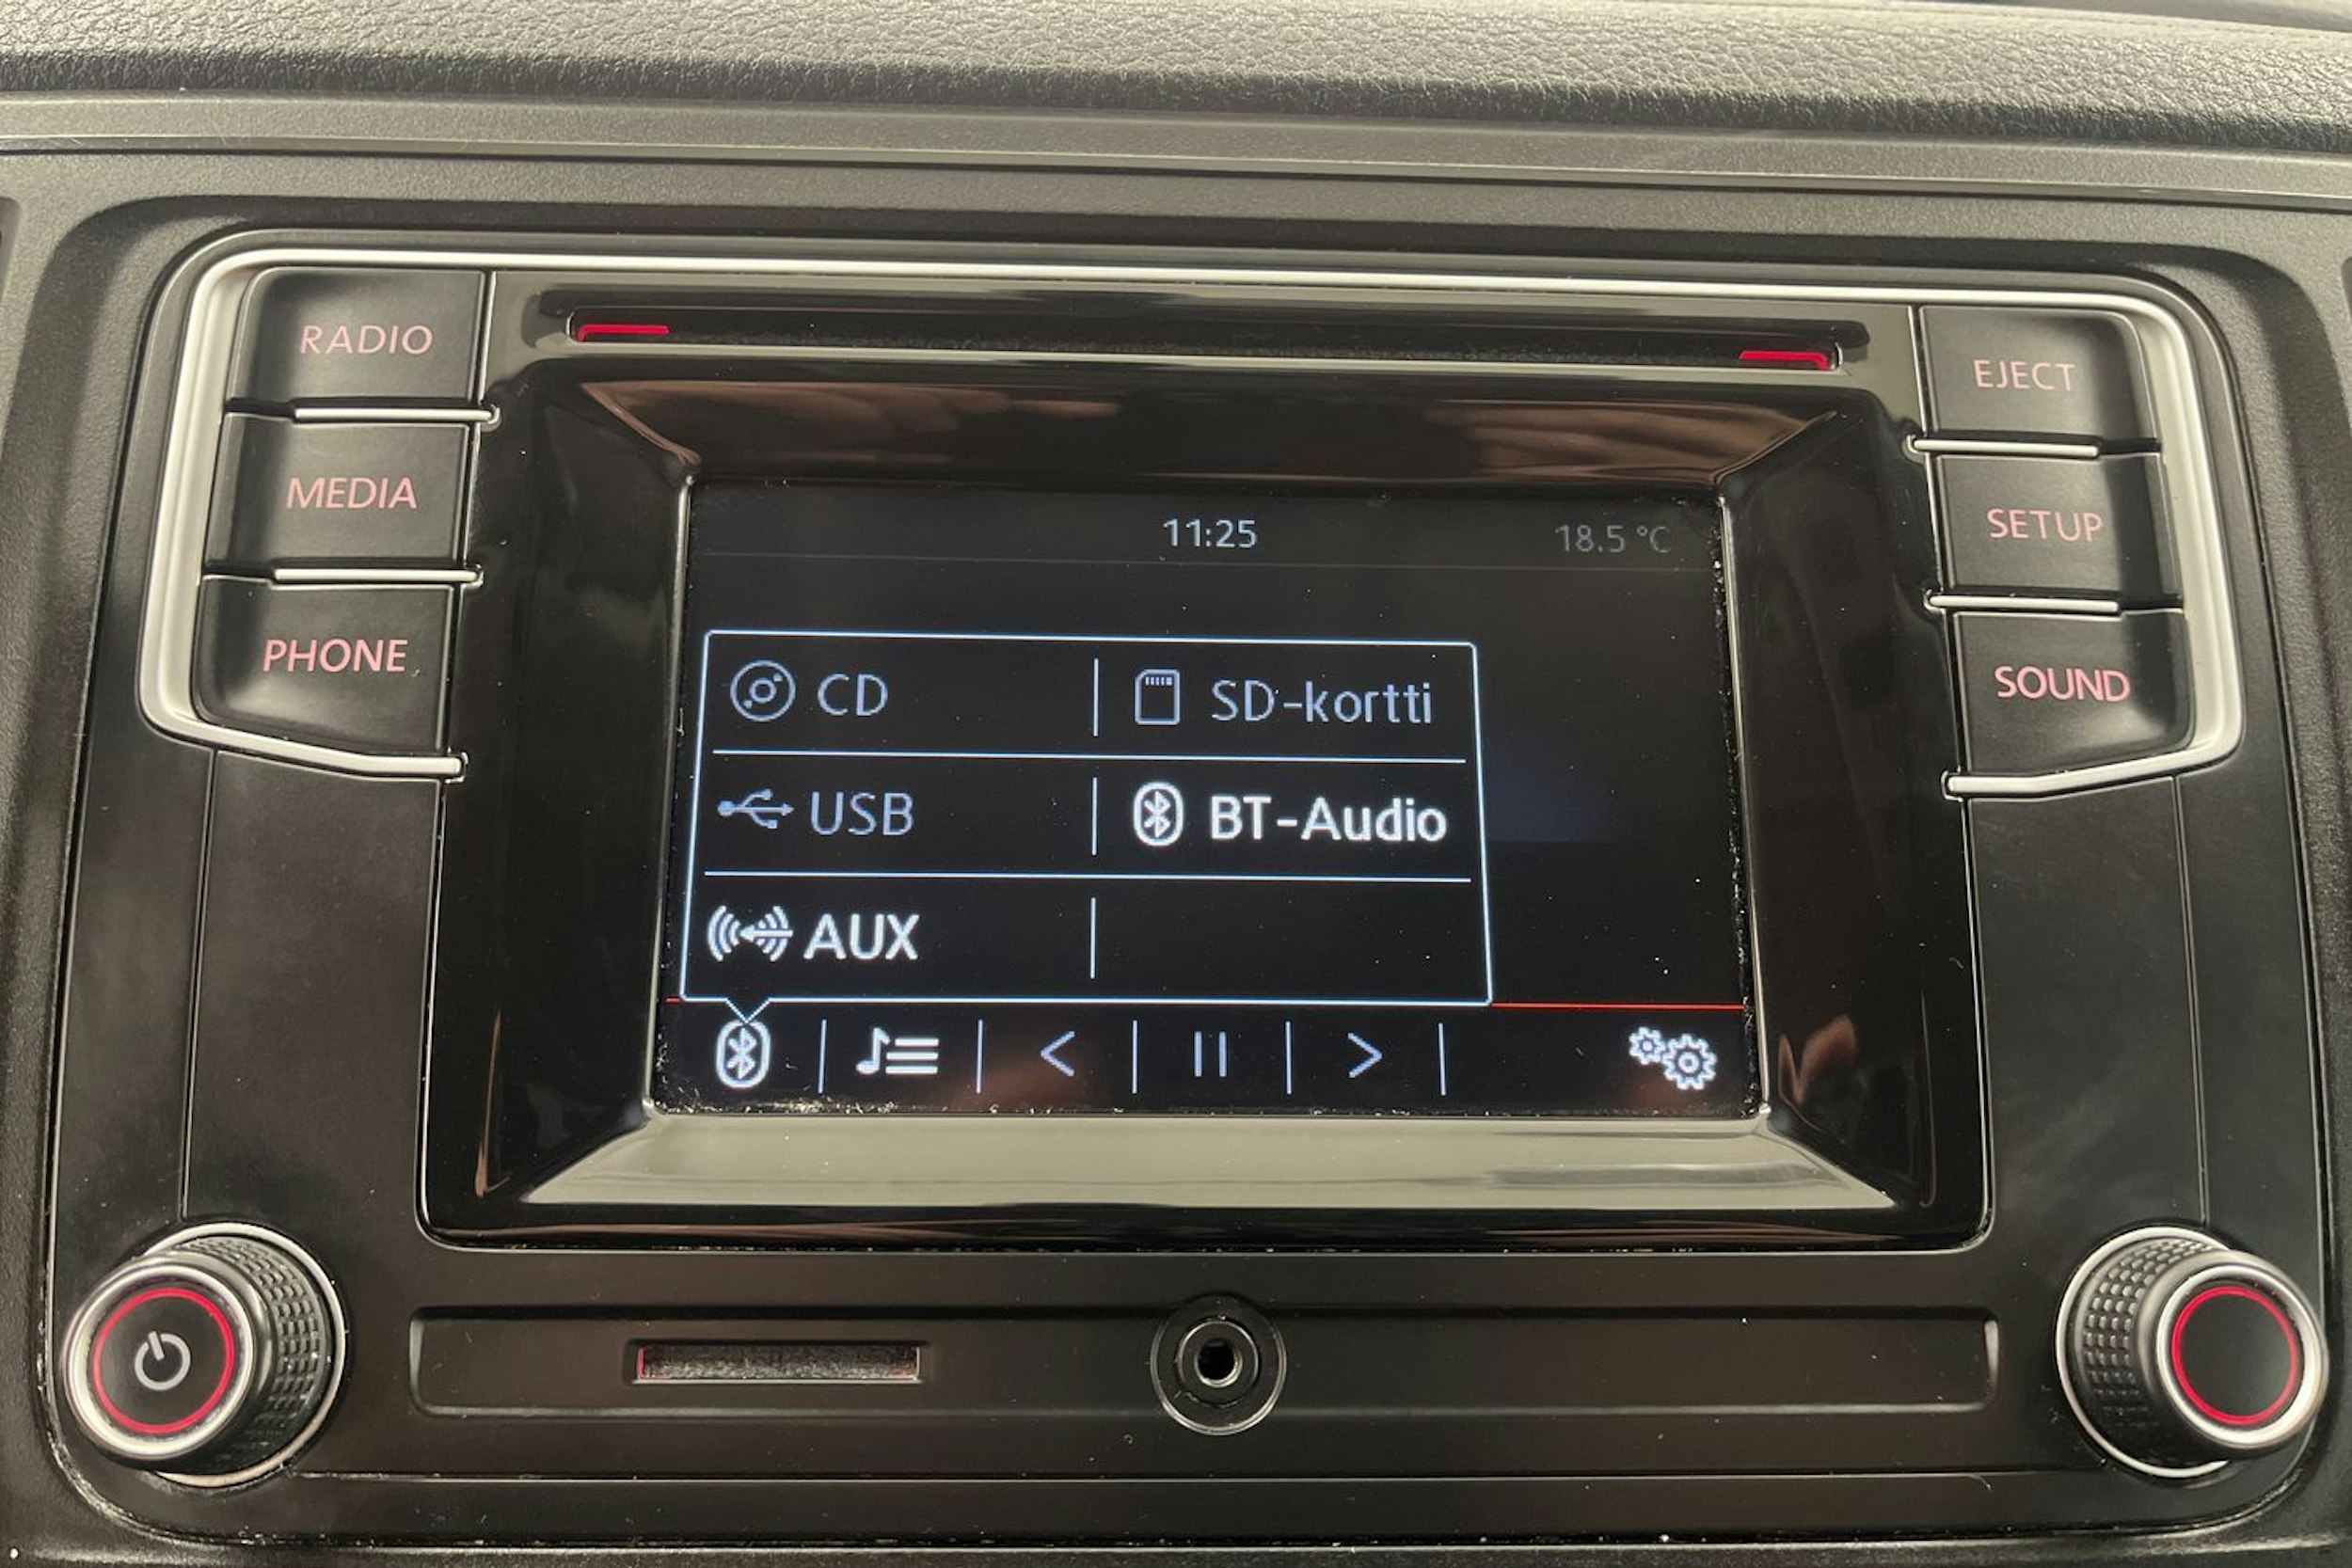 RADIO
MEDIA
PHONE
EJECT
SETUP
SOUND
11:25 18.5 °C
CD SD-kortti
USB BT-Audio
AUX